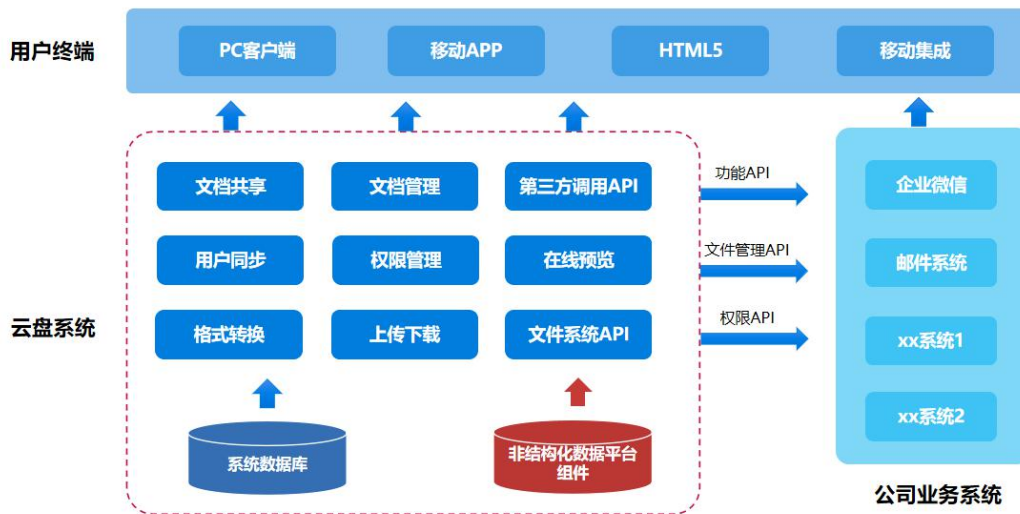 用户终端
PC客户端
移动APP
HTML5
移动集成
云盘系统
文档共享
文档管理
第三方调用API
用户同步
权限管理
在线预览
格式转换
上传下载
文件系统API
系统数据库
非结构化数据平台
组件
功能API
文件管理API
权限API
企业微信
邮件系统
xx系统1
xx系统2
公司业务系统